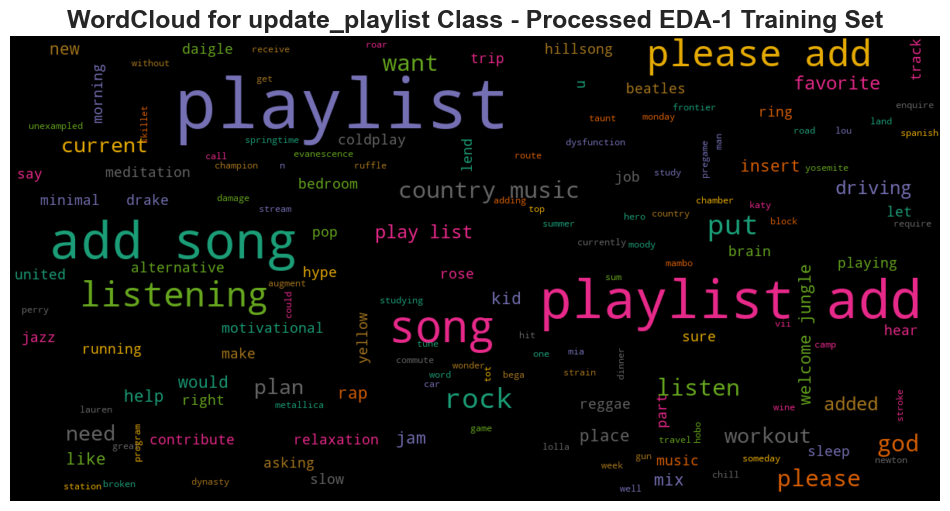 WordCloud for update_playlist Class - Processed EDA-1 Training Set
new
without
daigle
receive
get
roar
want
trip
hillsong
u
please add
favorite
track
morning
unexampled
skillet
playlist
beatles
frontier
taunt
monday
ring
enquire
road
lou
land
spanish
current
springtime
coldplay
evanescence
call
champion
n
ruffle
lend
route
dysfunction
study
pregame
man
insert
yosemite
say
meditation
bedroom
country music
job
driving
minimal
drake
damage
stream
adding
top
hero
country
chamber
katy
block
let
require
add song
pop
play list
summer
currently
moody
put
brain
united
alternative
hype
rose
mambo
playing
listening
augment
could
studying
kid
sum
playlist add
welcome jungle
perry
jazz
motivational
yellow
song
tune
hit
sure
vii
camp
hear
running
make
commute
wonder
one
mia
dinner
help
would
right
plan
rap
word
car
tot
bega
strain
listen
wine
stroke
lauren
metallica
rock
reggae
part
added
need
great
program
contribute
relaxation
jam
game
lolla
place
travel
hobo
workout
god
like
asking
week
gun
music
someday
sleep
newton
station
broken
dynasty
slow
well
mix
chill
please